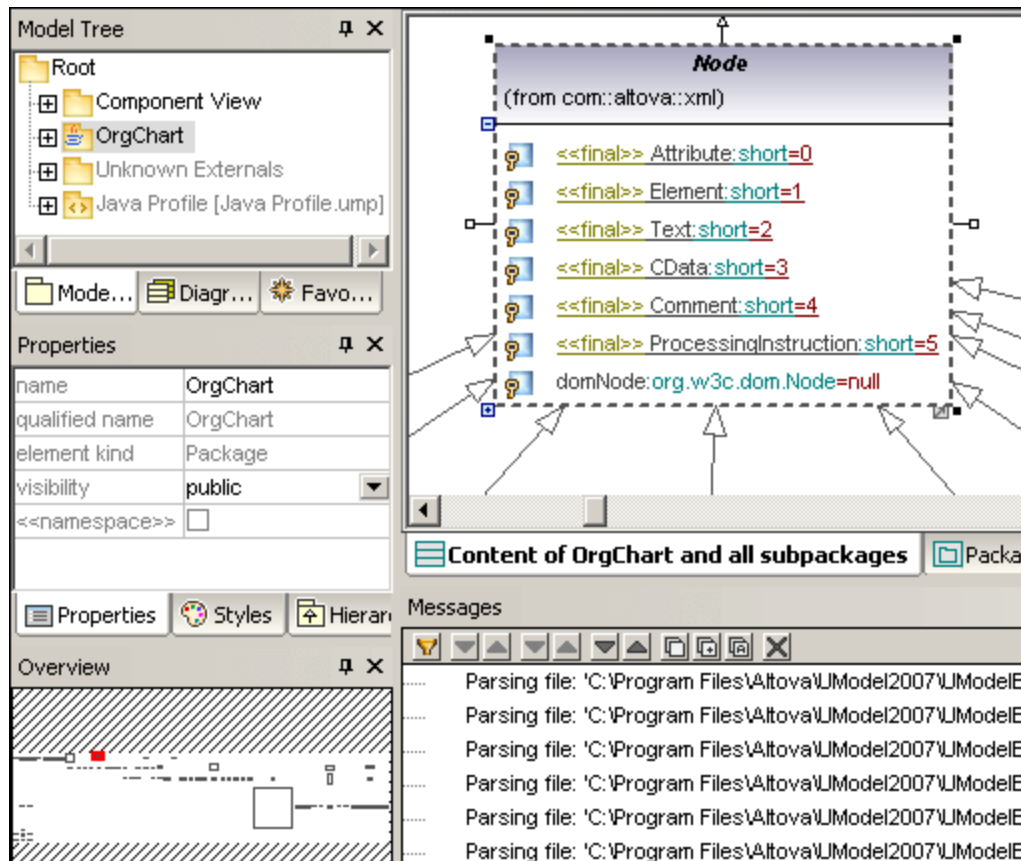 Model Tree
Root
Component View
OrgChart
Unknown Externals
Java Profile [Java Profile.ump]
Mode... Diagr... Favo...
Properties
name OrgChart
qualified name OrgChart
element kind Package
visibility public
<<namespace>>
Properties Styles Hierar
Overview
Node
(from com::altova::xml)
<<final>> Attribute:short=0
<<final>> Element:short=1
<<final>> Text:short=2
<<final>> CData:short=3
<<final>> Comment:short=4
<<final>> ProcessingInstruction:short=5
domNode:org.w3c.dom.Node=null
Content of OrgChart and all subpackages Packa
Messages
Parsing file: 'C:\Program Files\Altova\UModel2007\UModelE
Parsing file: 'C:\Program Files\Altova\UModel2007\UModelE
Parsing file: 'C:\Program Files\Altova\UModel2007\UModelE
Parsing file: 'C:\Program Files\Altova\UModel2007\UModelE
Parsing file: 'C:\Program Files\Altova\UModel2007\UModelE
Parsing file: 'C:\Program Files\Altova\UModel2007\UModelE